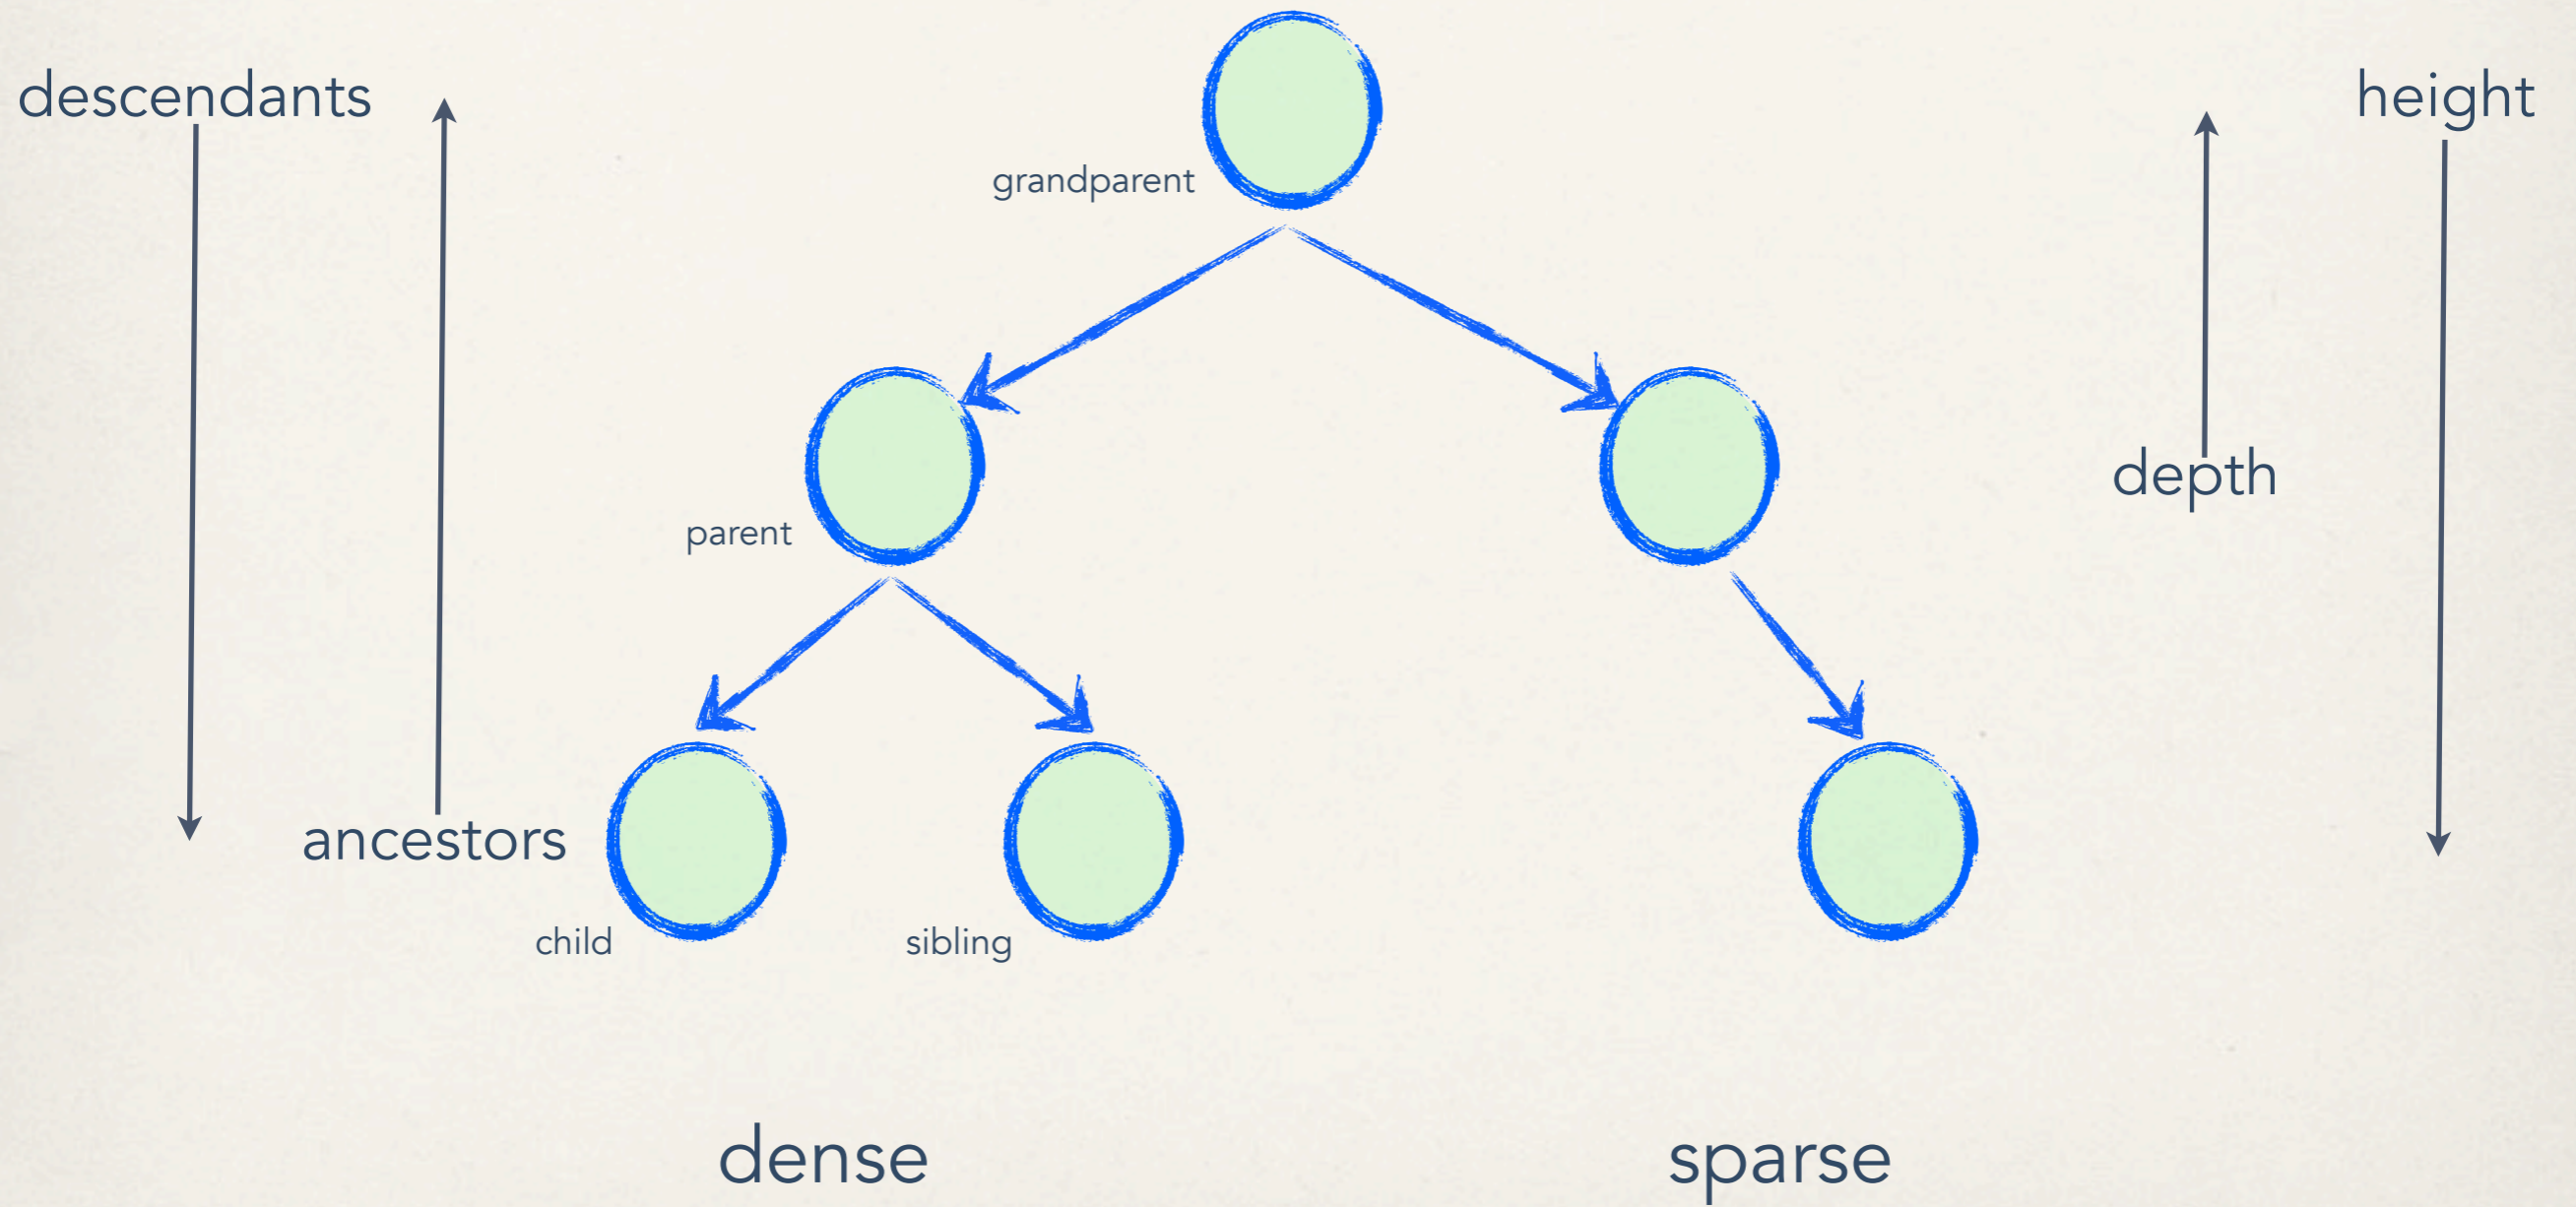 descendants
height
grandparent
depth
parent
ancestors
child
sibling
dense
sparse